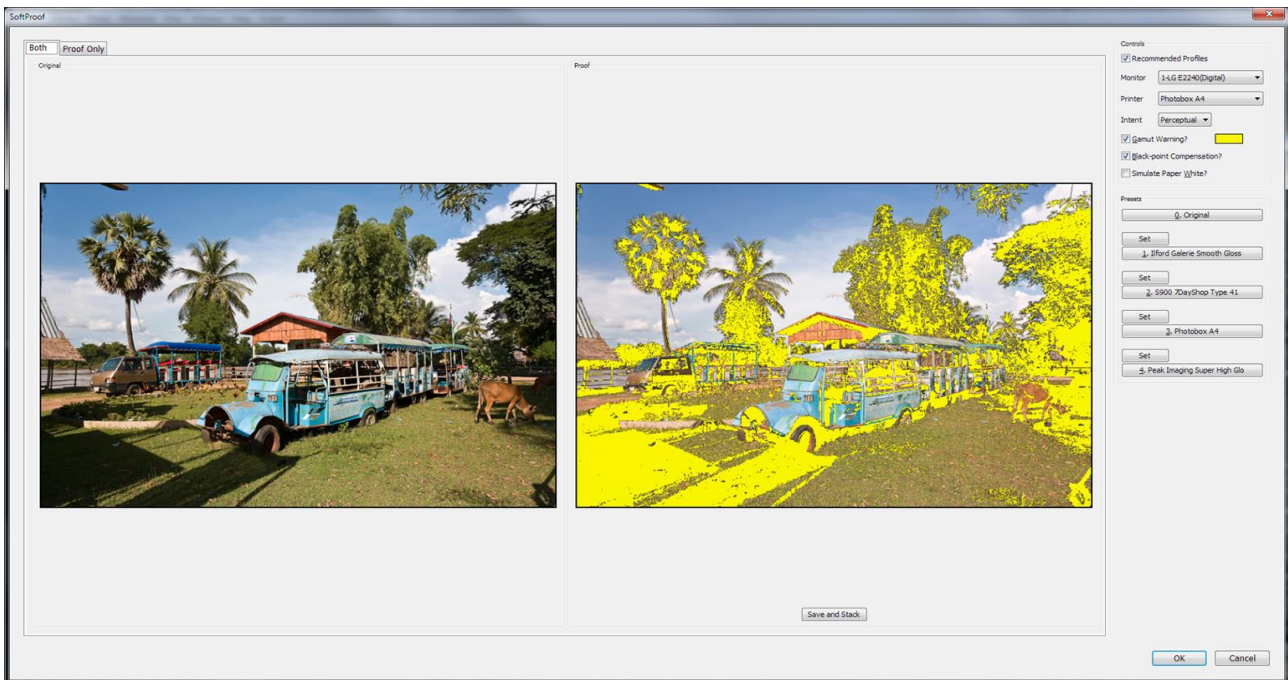 SoftProof
Both
Proof Only
Original
Proof
Save and Stack
Controls
Recommended Profiles
Monitor
1-LG E2240(Digital)
Printer
Photobox A4
Intent
Perceptual
Gamut Warning?
Black-point Compensation?
Simulate Paper White?
Presets
0. Original
Set
1. Ilford Galerie Smooth Gloss
Set
2. S900 7DayShop Type 41
Set
3. Photobox A4
Set
4. Peak Imaging Super High Glo
OK
Cancel